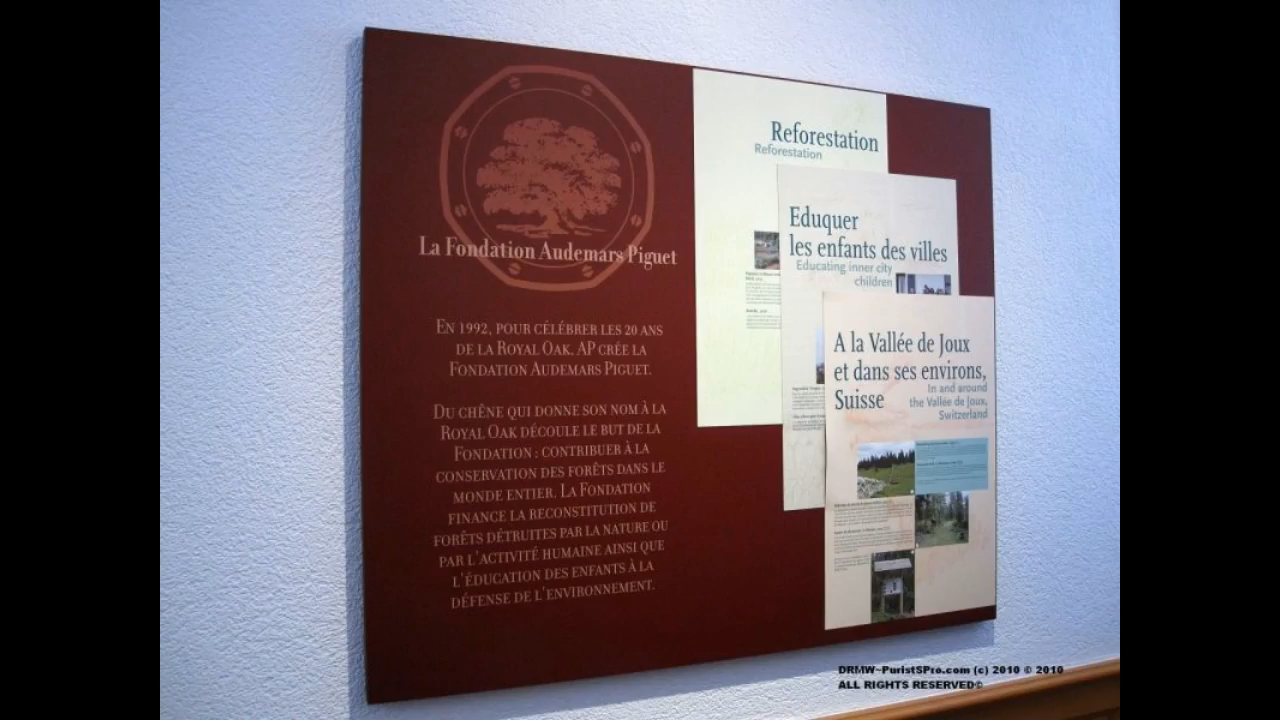 La Fondation Audemars Piguet
EN 1992, POUR CÉLÉBRER LES 20 ANS
DE LA ROYAL OAK, AP CRÉE LA
FONDATION AUDEMARS PIGUET.
DU CHÊNE QUI DONNE SON NOM À LA
ROYAL OAK DÉCOULE LE BUT DE LA
FONDATION : CONTRIBUER À LA
CONSERVATION DES FORÊTS DANS LE
MONDE ENTIER. LA FONDATION
FINANCE LA RECONSTITUTION DE
FORÊTS DÉTRUITES PAR LA NATURE OU
PAR L'ACTIVITÉ HUMAINE AINSI QUE
L'ÉDUCATION DES ENFANTS À LA
DÉFENSE DE L'ENVIRONNEMENT.
Reforestation
Reforestation
Eduquer
les enfants des villes
Educating inner city
children
A la Vallée de Joux
et dans ses environs,
Suisse
In and around
the Vallée de Joux,
Switzerland
DRMW~PuristSPro.com (c) 2010 © 2010
ALL RIGHTS RESERVED©